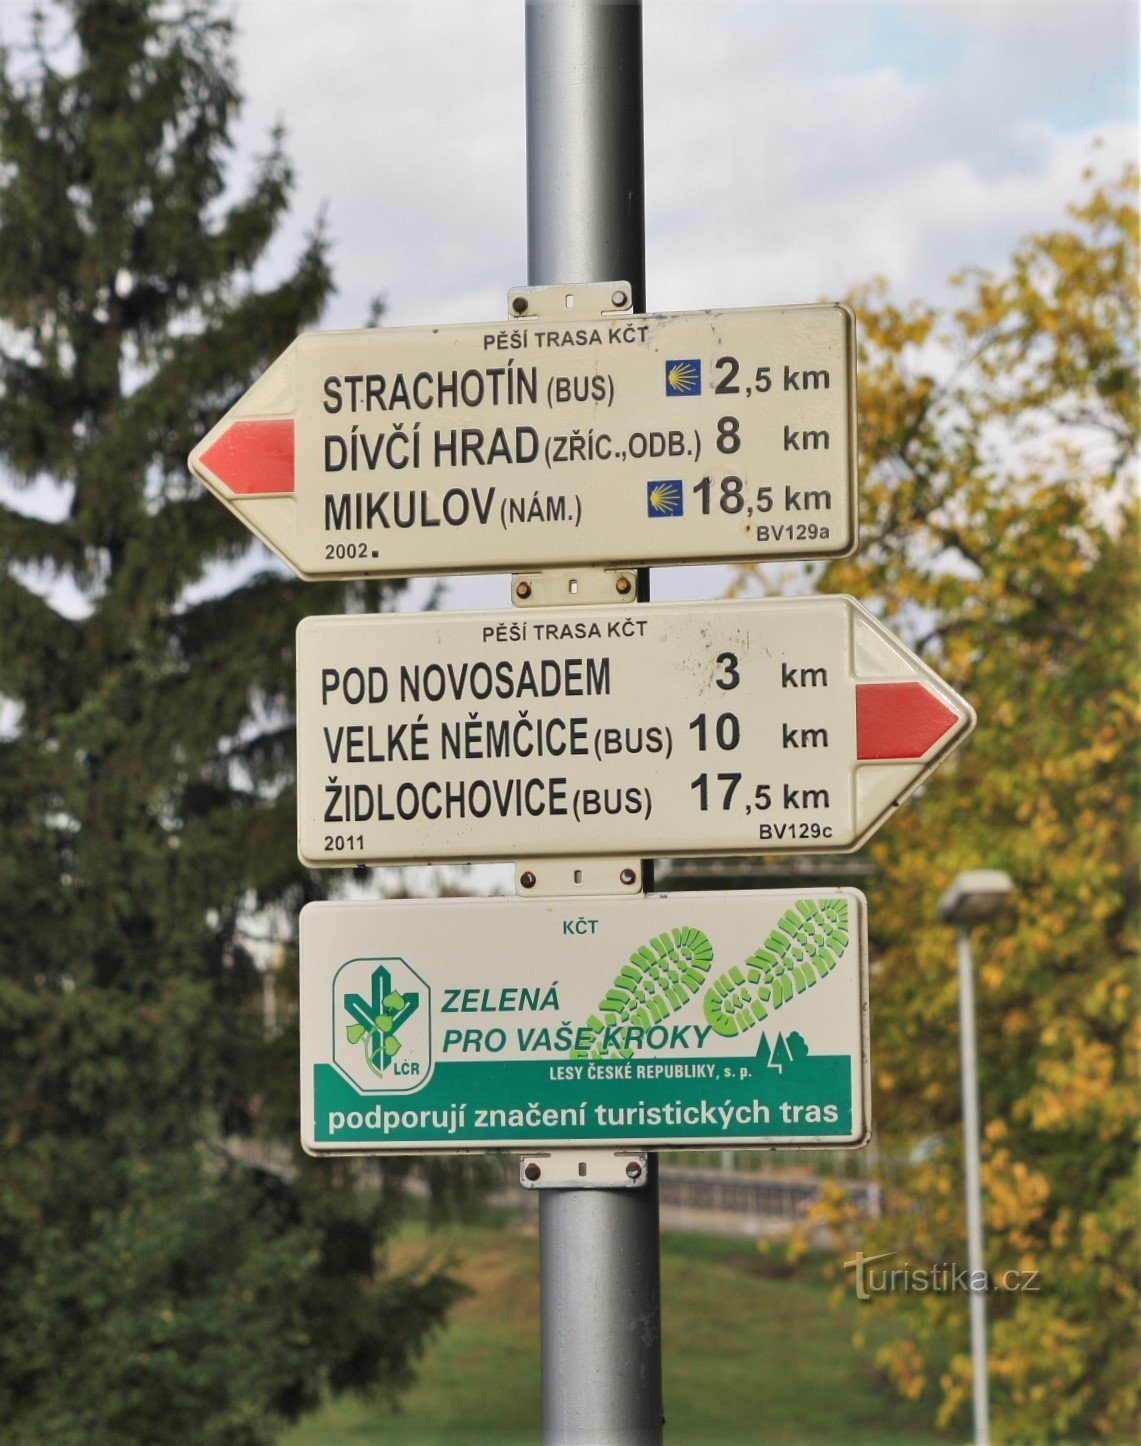 PĚŠÍ TRASA KČT
STRACHOTÍN (BUS) 2,5 km
DÍVČÍ HRAD (ZŘÍC.,ODB.) 8 km
MIKULOV (NÁM.) 18,5 km
2002. BV129a
PĚŠÍ TRASA KČT
POD NOVOSADEM 3 km
VELKÉ NĚMČICE (BUS) 10 km
ŽIDLOCHOVICE (BUS) 17,5 km
2011 BV129c
KČT
ZELENÁ
PRO VAŠE KROKY
LČR
LESY ČESKÉ REPUBLIKY, s. p.
podporují značení turistických tras
Turistika.cz